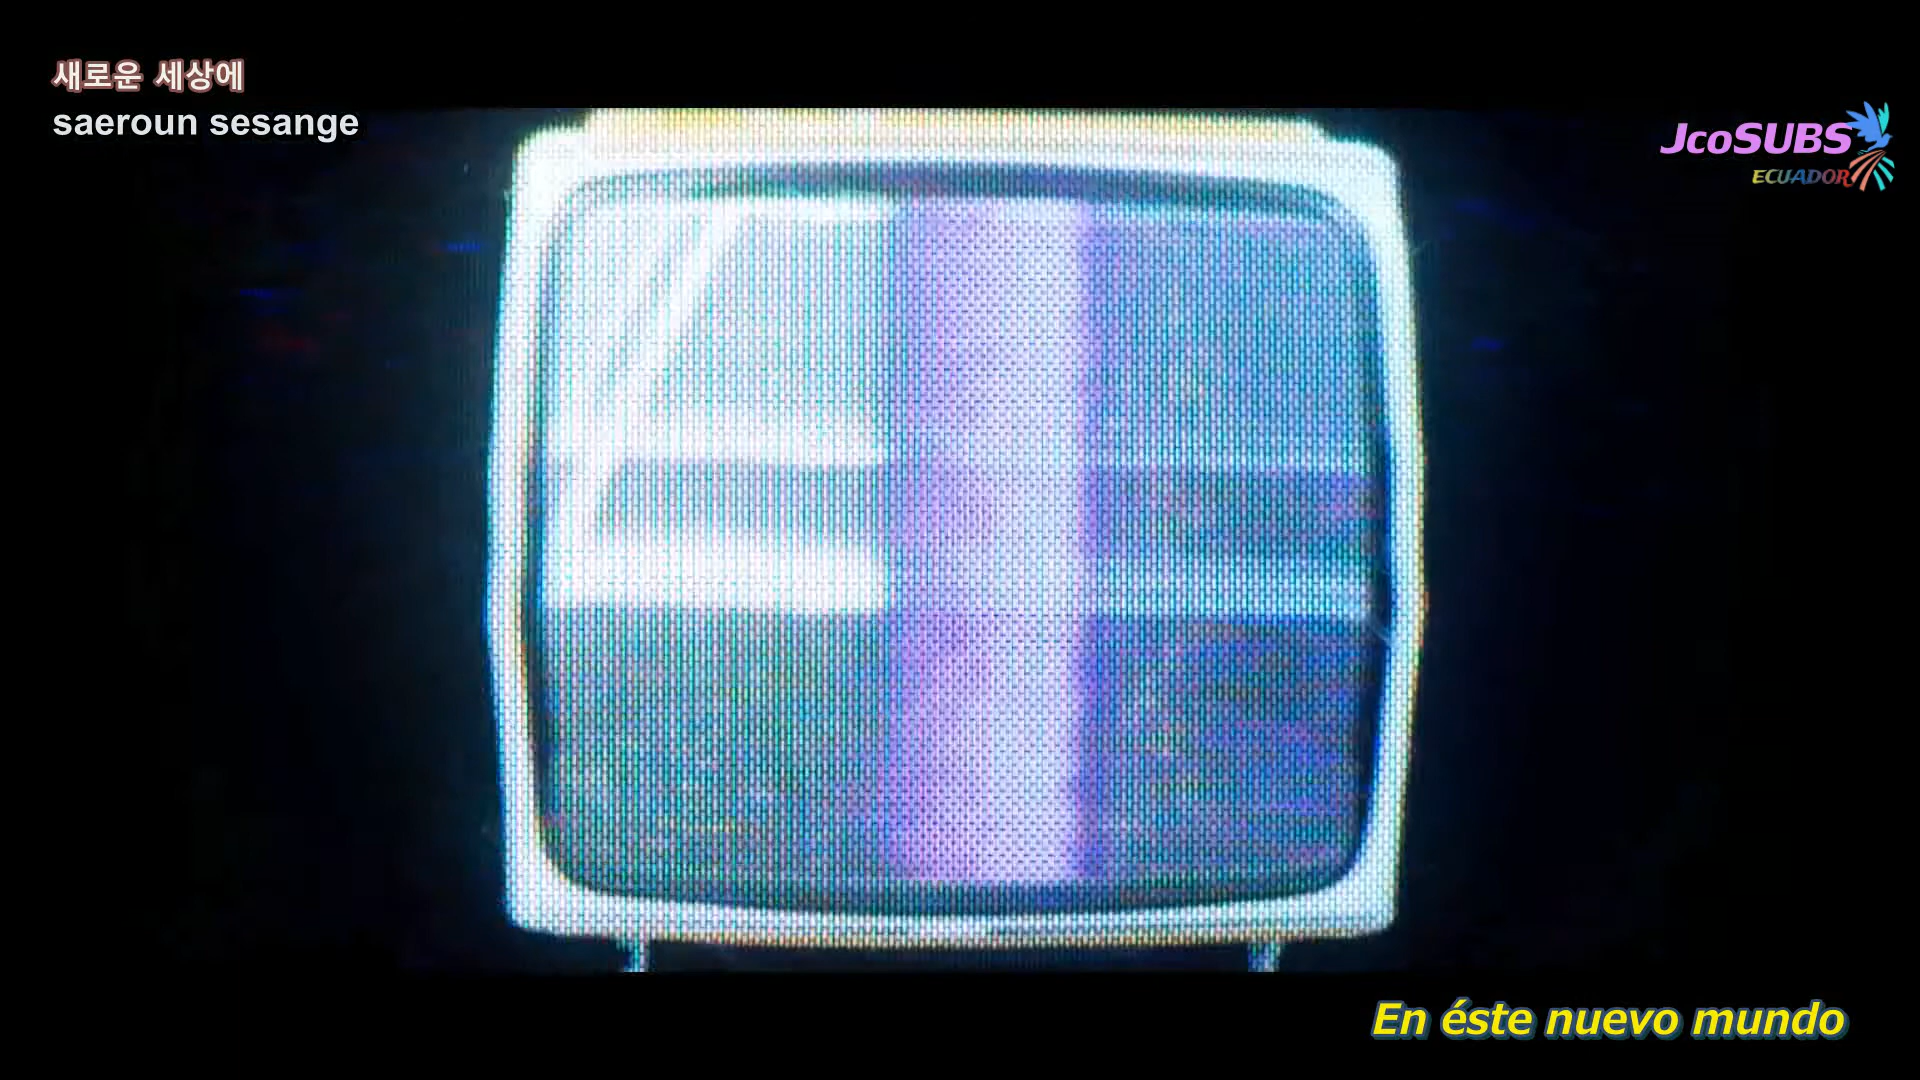 새로운 세상에
saeroun sesange
JcoSUBS
ECUADOR
En éste nuevo mundo